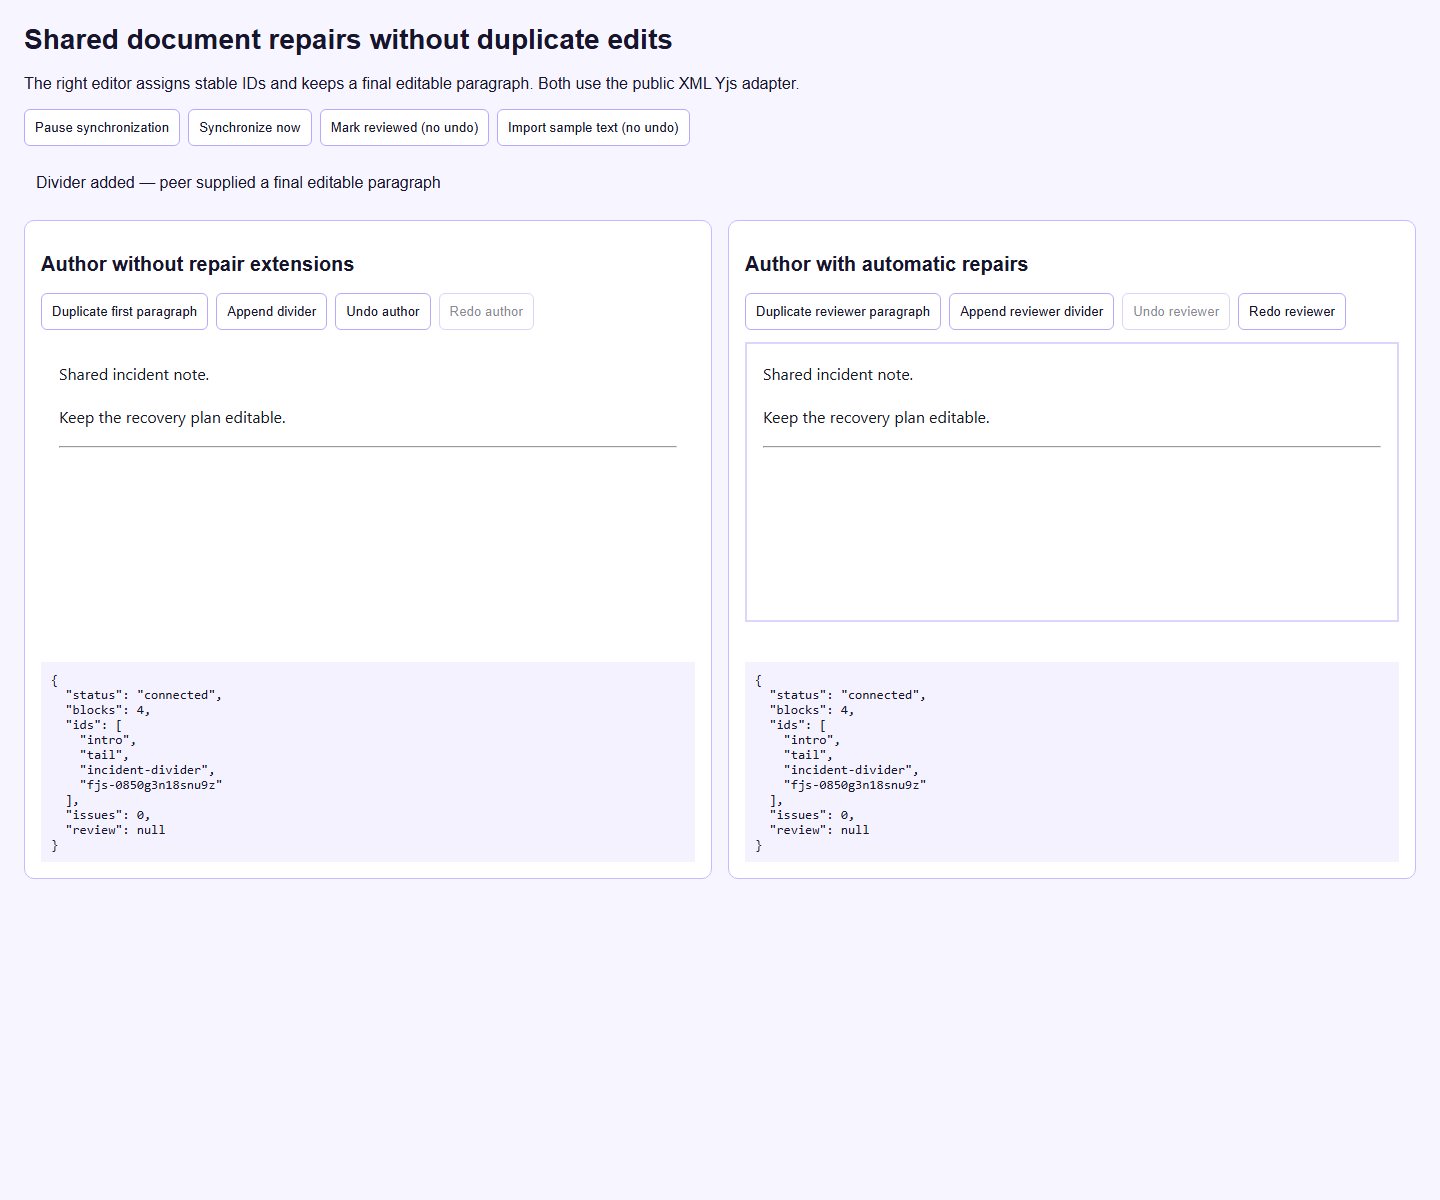 Shared document repairs without duplicate edits
The right editor assigns stable IDs and keeps a final editable paragraph. Both use the public XML Yjs adapter.
Pause synchronization
Synchronize now
Mark reviewed (no undo)
Import sample text (no undo)
Divider added — peer supplied a final editable paragraph
Author without repair extensions
Duplicate first paragraph
Append divider
Undo author
Redo author
Shared incident note.
Keep the recovery plan editable.
{
  "status": "connected",
  "blocks": 4,
  "ids": [
    "intro",
    "tail",
    "incident-divider",
    "fjs-0850g3n18snu9z"
  ],
  "issues": 0,
  "review": null
}
Author with automatic repairs
Duplicate reviewer paragraph
Append reviewer divider
Undo reviewer
Redo reviewer
Shared incident note.
Keep the recovery plan editable.
{
  "status": "connected",
  "blocks": 4,
  "ids": [
    "intro",
    "tail",
    "incident-divider",
    "fjs-0850g3n18snu9z"
  ],
  "issues": 0,
  "review": null
}